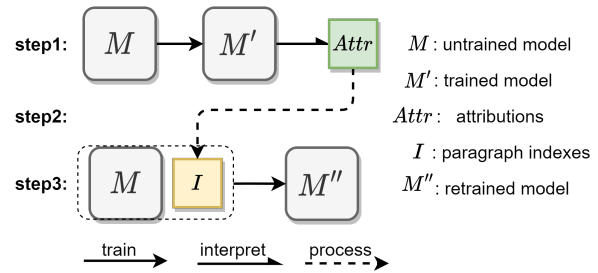 step1: M M′ Attr M : untrained model
M′ : trained model
step2: Attr : attributions
I : paragraph indexes
step3: M I M″ M″ : retrained model
train interpret process